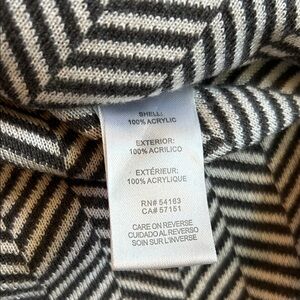 SHELL:
100% ACRYLIC
EXTERIOR:
100% ACRILICO
EXTÉRIEUR:
100% ACRYLIQUE
RN# 54163
CA# 57151
CARE ON REVERSE
CUIDADO AL REVERSO
SOIN SUR L'INVERSE